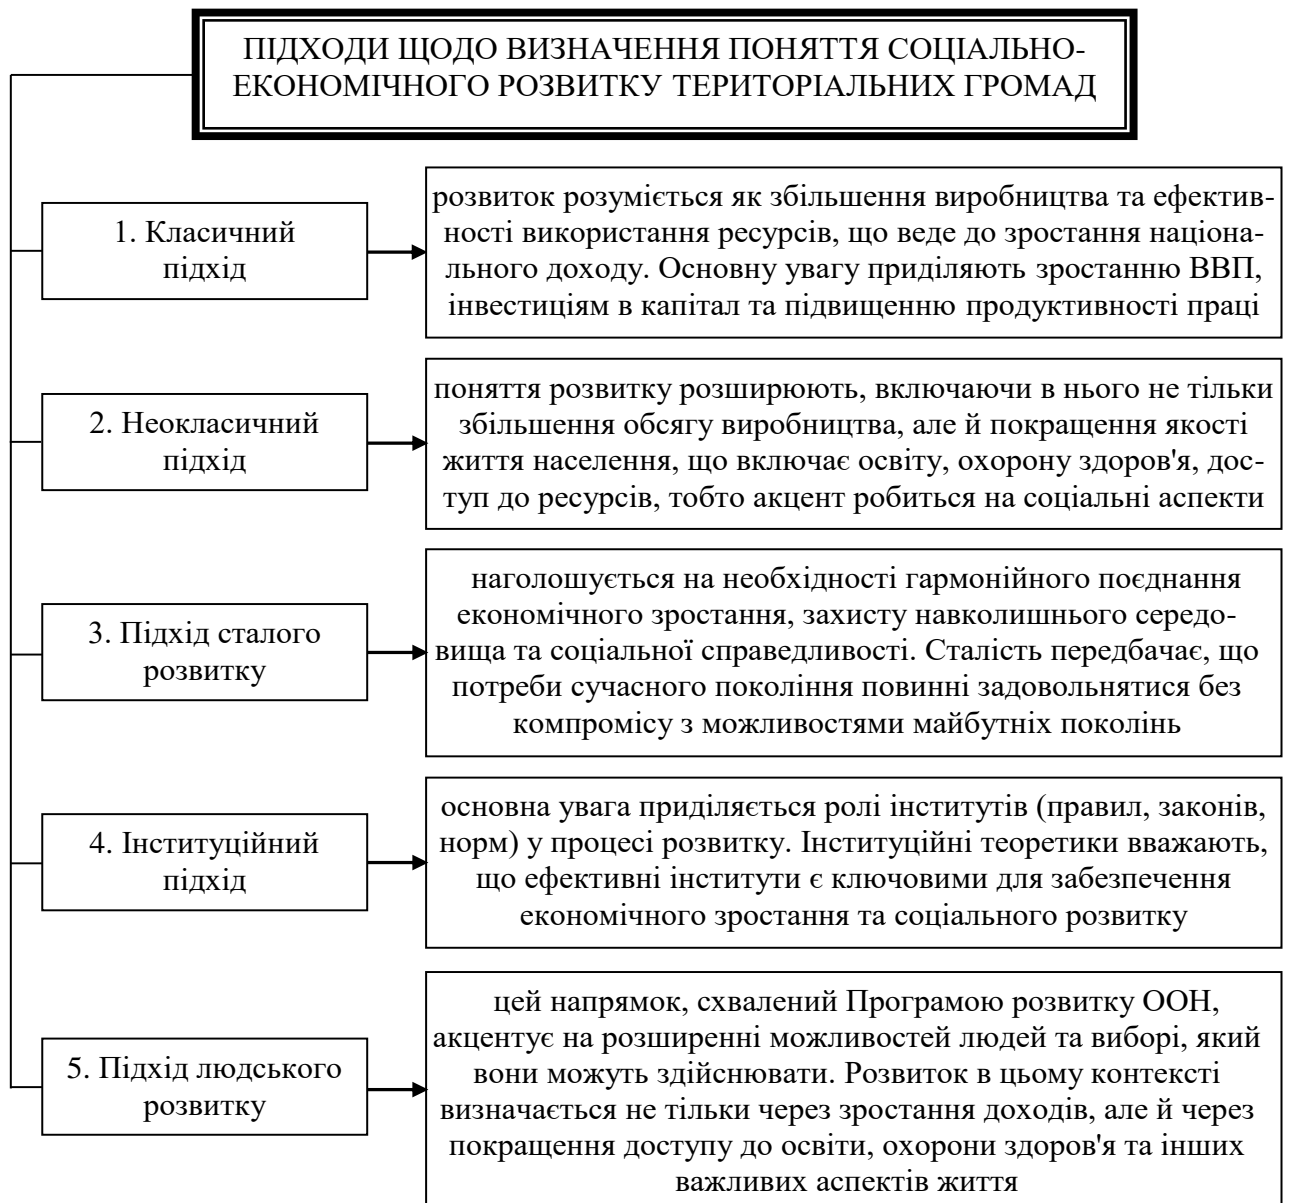 ПІДХОДИ ЩОДО ВИЗНАЧЕННЯ ПОНЯТТЯ СОЦІАЛЬНО-
ЕКОНОМІЧНОГО РОЗВИТКУ ТЕРИТОРІАЛЬНИХ ГРОМАД
1. Класичний
підхід
розвиток розуміється як збільшення виробництва та ефектив-
ності використання ресурсів, що веде до зростання націона-
льного доходу. Основну увагу приділяють зростанню ВВП,
інвестиціям в капітал та підвищенню продуктивності праці
2. Неокласичний
підхід
поняття розвитку розширюють, включаючи в нього не тільки
збільшення обсягу виробництва, але й покращення якості
життя населення, що включає освіту, охорону здоров'я, дос-
туп до ресурсів, тобто акцент робиться на соціальні аспекти
3. Підхід сталого
розвитку
наголошується на необхідності гармонійного поєднання
економічного зростання, захисту навколишнього середо-
вища та соціальної справедливості. Сталість передбачає, що
потреби сучасного покоління повинні задовольнятися без
компромісу з можливостями майбутніх поколінь
4. Інституційний
підхід
основна увага приділяється ролі інститутів (правил, законів,
норм) у процесі розвитку. Інституційні теоретики вважають,
що ефективні інститути є ключовими для забезпечення
економічного зростання та соціального розвитку
5. Підхід людського
розвитку
цей напрямок, схвалений Програмою розвитку ООН,
акцентує на розширенні можливостей людей та виборі, який
вони можуть здійснювати. Розвиток в цьому контексті
визначається не тільки через зростання доходів, але й через
покращення доступу до освіти, охорони здоров'я та інших
важливих аспектів життя